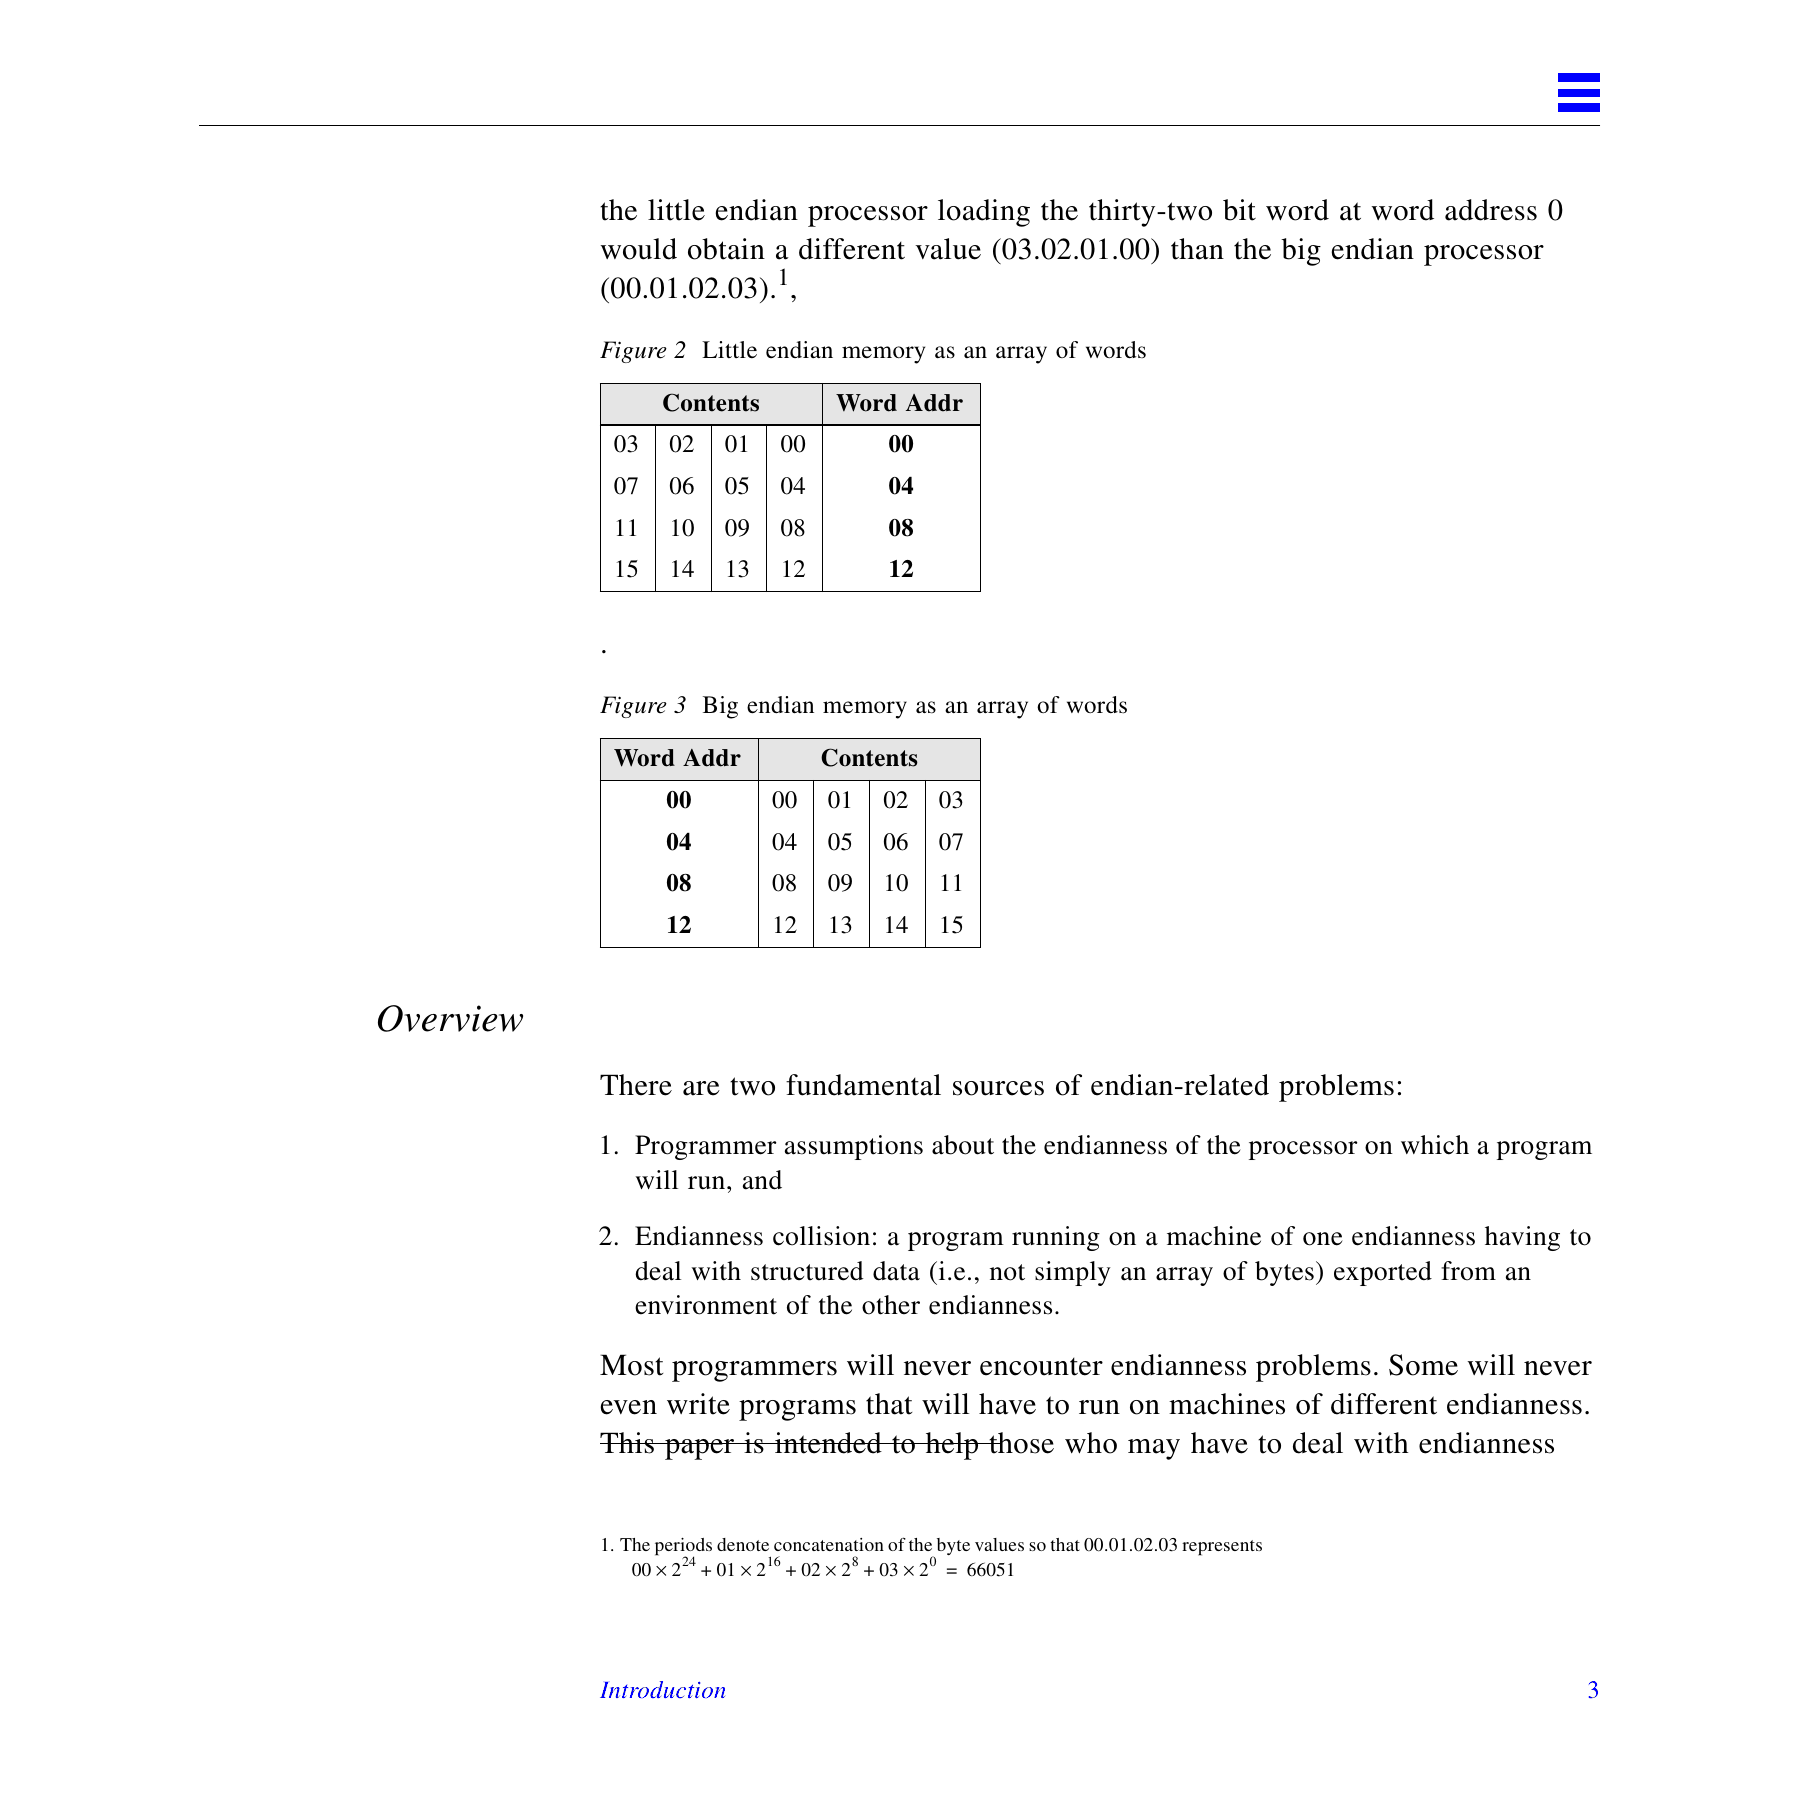 the little endian processor loading the thirty-two bit word at word address 0
would obtain a different value (03.02.01.00) than the big endian processor
(00.01.02.03).1,
Figure 2 Little endian memory as an array of words
Contents Word Addr
03 02 01 00 00
07 06 05 04 04
11 10 09 08 08
15 14 13 12 12
.
Figure 3 Big endian memory as an array of words
Word Addr Contents
00 00 01 02 03
04 04 05 06 07
08 08 09 10 11
12 12 13 14 15
Overview
There are two fundamental sources of endian-related problems:
1. Programmer assumptions about the endianness of the processor on which a program
will run, and
2. Endianness collision: a program running on a machine of one endianness having to
deal with structured data (i.e., not simply an array of bytes) exported from an
environment of the other endianness.
Most programmers will never encounter endianness problems. Some will never
even write programs that will have to run on machines of different endianness.
This paper is intended to help those who may have to deal with endianness
1. The periods denote concatenation of the byte values so that 00.01.02.03 represents
00 × 2^24 + 01 × 2^16 + 02 × 2^8 + 03 × 2^0 = 66051
Introduction 3